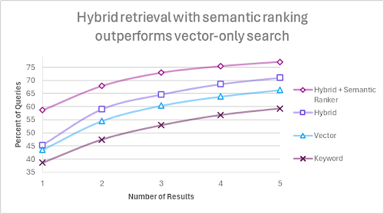 Hybrid retrieval with semantic ranking
outperforms vector-only search
Percent of Queries
75
70
65
60
55
50
45
40
35
1
2
3
4
5
Number of Results
Hybrid + Semantic
Ranker
Hybrid
Vector
Keyword